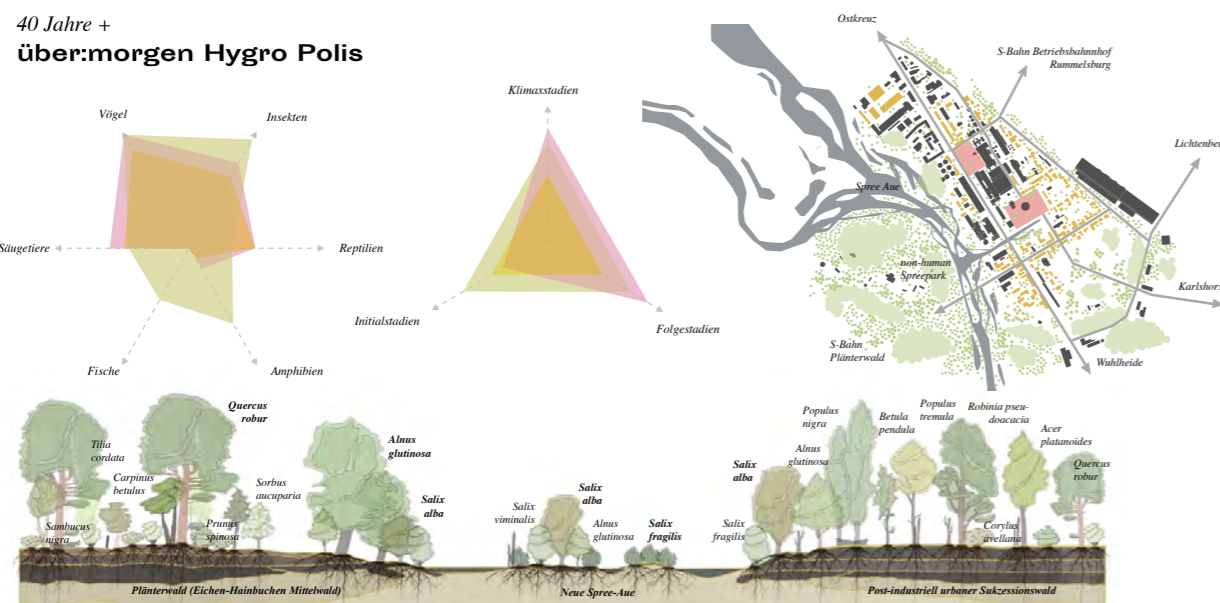 40 Jahre +
über:morgen Hygro Polis
Vögel
Insekten
Säugetiere
Reptilien
Fische
Amphibien
Klimaxstadien
Initialstadien
Folgestadien
Ostkreuz
S-Bahn Betriebsbahnnhof
Rummelsburg
Lichtenber
Spree Aue
non-human
Spreepark
Karlshors
S-Bahn
Plänterwald
Wuhlheide
Tilia
cordata
Quercus
robur
Carpinus
betulus
Sorbus
aucuparia
Sambucus
nigra
Prunus
spinosa
Alnus
glutinosa
Salix
alba
Salix
viminalis
Salix
alba
Alnus
glutinosa
Salix
fragilis
Salix
fragilis
Salix
alba
Alnus
glutinosa
Populus
nigra
Betula
pendula
Populus
tremula
Robinia pseu-
doacacia
Acer
platanoides
Corylus
avellana
Quercus
robur
Plänterwald (Eichen-Hainbuchen Mittelwald)
Neue Spree-Aue
Post-industriell urbaner Sukzessionswald